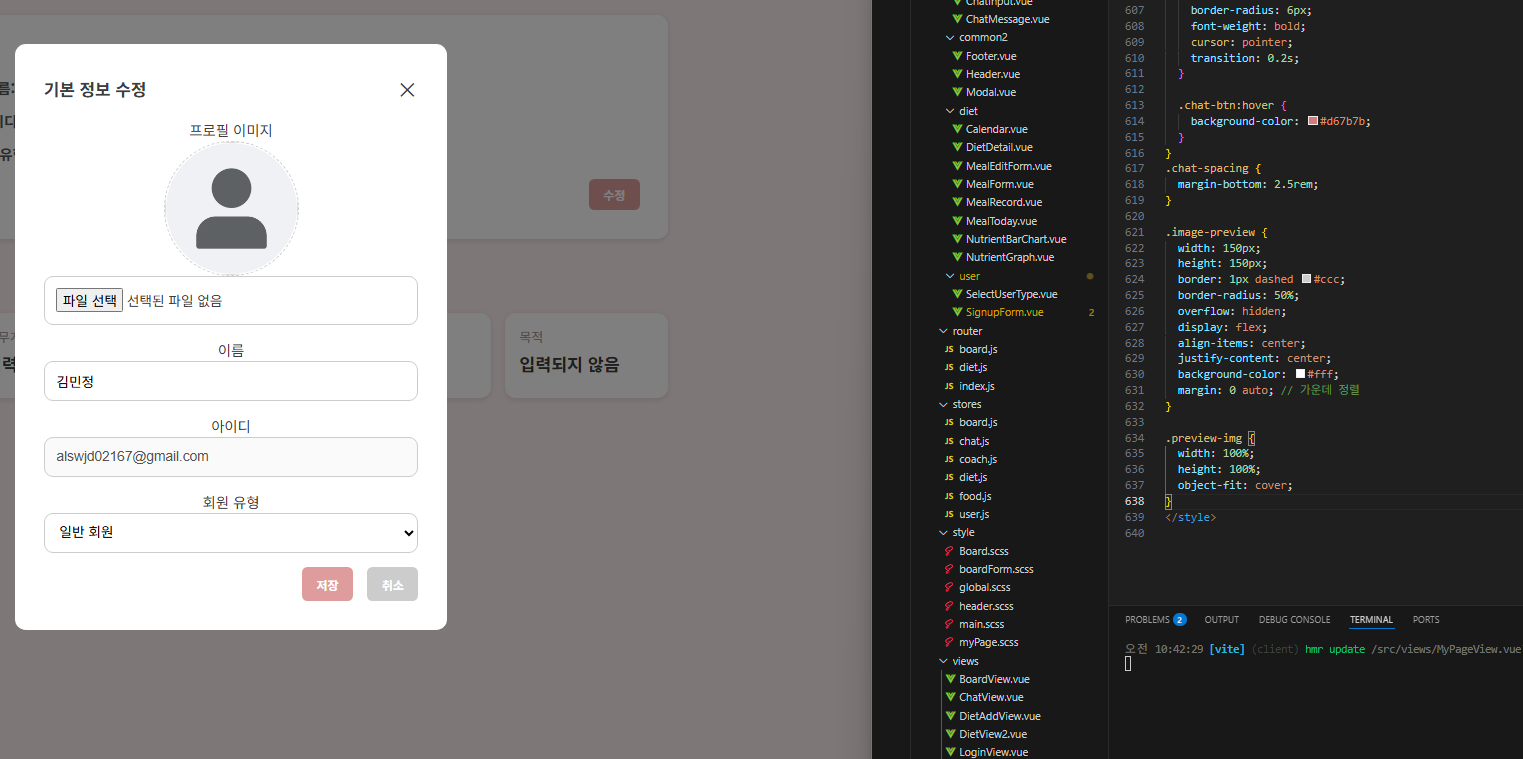 기본 정보 수정
프로필 이미지
파일 선택 선택된 파일 없음
이름
김민정
아이디
alswjd02167@gmail.com
회원 유형
일반 회원
저장 취소
수정
목적
입력되지 않음
ChatInput.vue
ChatMessage.vue
common2
Footer.vue
Header.vue
Modal.vue
diet
Calendar.vue
DietDetail.vue
MealEditForm.vue
MealForm.vue
MealRecord.vue
MealToday.vue
NutrientBarChart.vue
NutrientGraph.vue
user
SelectUserType.vue
SignupForm.vue 2
router
JS board.js
JS diet.js
JS index.js
stores
JS board.js
JS chat.js
JS coach.js
JS diet.js
JS food.js
JS user.js
style
Board.scss
boardForm.scss
global.scss
header.scss
main.scss
myPage.scss
views
BoardView.vue
ChatView.vue
DietAddView.vue
DietView2.vue
LoginView.vue
607 border-radius: 6px;
608 font-weight: bold;
609 cursor: pointer;
610 transition: 0.2s;
611 }
612
613 .chat-btn:hover {
614 background-color: #d67b7b;
615 }
616 }
617 .chat-spacing {
618 margin-bottom: 2.5rem;
619 }
620
621 .image-preview {
622 width: 150px;
623 height: 150px;
624 border: 1px dashed #ccc;
625 border-radius: 50%;
626 overflow: hidden;
627 display: flex;
628 align-items: center;
629 justify-content: center;
630 background-color: #fff;
631 margin: 0 auto; // 가운데 정렬
632 }
633
634 .preview-img {
635 width: 100%;
636 height: 100%;
637 object-fit: cover;
638 }
639 </style>
640
PROBLEMS 2 OUTPUT DEBUG CONSOLE TERMINAL PORTS
오전 10:42:29 [vite] (client) hmr update /src/views/MyPageView.vue